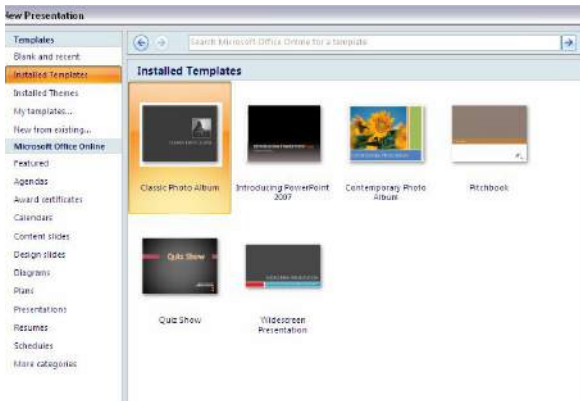 New Presentation
Templates
Blank and recent
Installed Templates
Installed Themes
My templates...
New from existing...
Microsoft Office Online
Featured
Agendas
Award certificates
Calendars
Content slides
Design slides
Diagrams
Plans
Presentations
Resumes
Schedules
More categories
Search Microsoft Office Online for a template
Installed Templates
Classic Photo Album
Introducing PowerPoint
2007
Contemporary Photo
Album
Pitchbook
Quiz Show
Quiz Show
Widescreen
Presentation